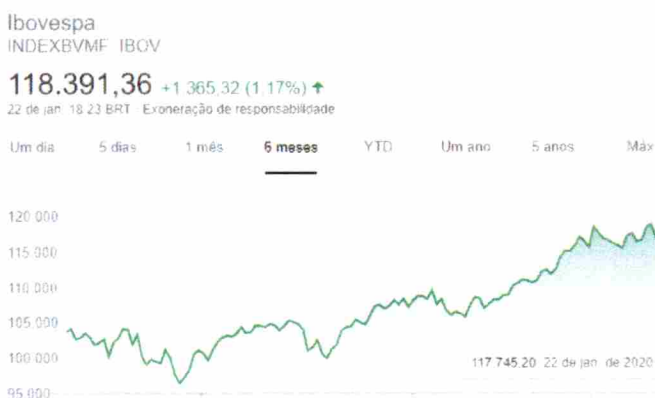 Ibovespa
INDEXBVMF IBOV
118.391,36 +1 365,32 (1,17%) ↑
22 de jan 18 23 BRT Exoneração de responsabilidade
Um dia 5 dias 1 mês 6 meses YTD Um ano 5 anos Máx
120 000
115 000
110 000
105 000
100 000
117 745,20 22 de jan. de 2020
95 000